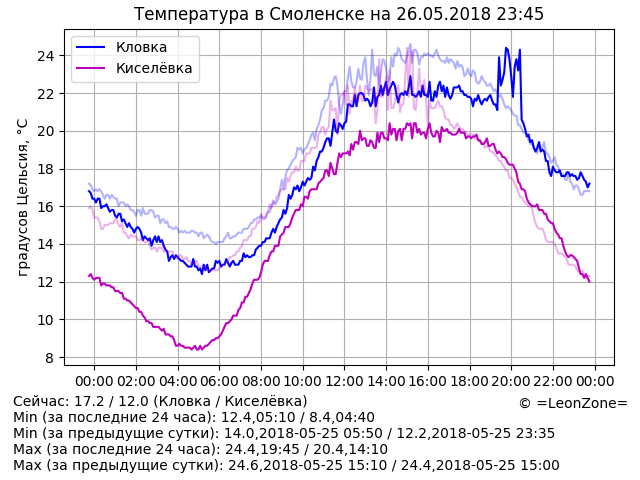 Температура в Смоленске на 26.05.2018 23:45
Кловка
Киселёвка
градусов Цельсия, °C
24
22
20
18
16
14
12
10
8
00:00 02:00 04:00 06:00 08:00 10:00 12:00 14:00 16:00 18:00 20:00 22:00 00:00
Сейчас: 17.2 / 12.0 (Кловка / Киселёвка)
© =LeonZone=
Min (за последние 24 часа): 12.4,05:10 / 8.4,04:40
Min (за предыдущие сутки): 14.0,2018-05-25 05:50 / 12.2,2018-05-25 23:35
Max (за последние 24 часа): 24.4,19:45 / 20.4,14:10
Max (за предыдущие сутки): 24.6,2018-05-25 15:10 / 24.4,2018-05-25 15:00